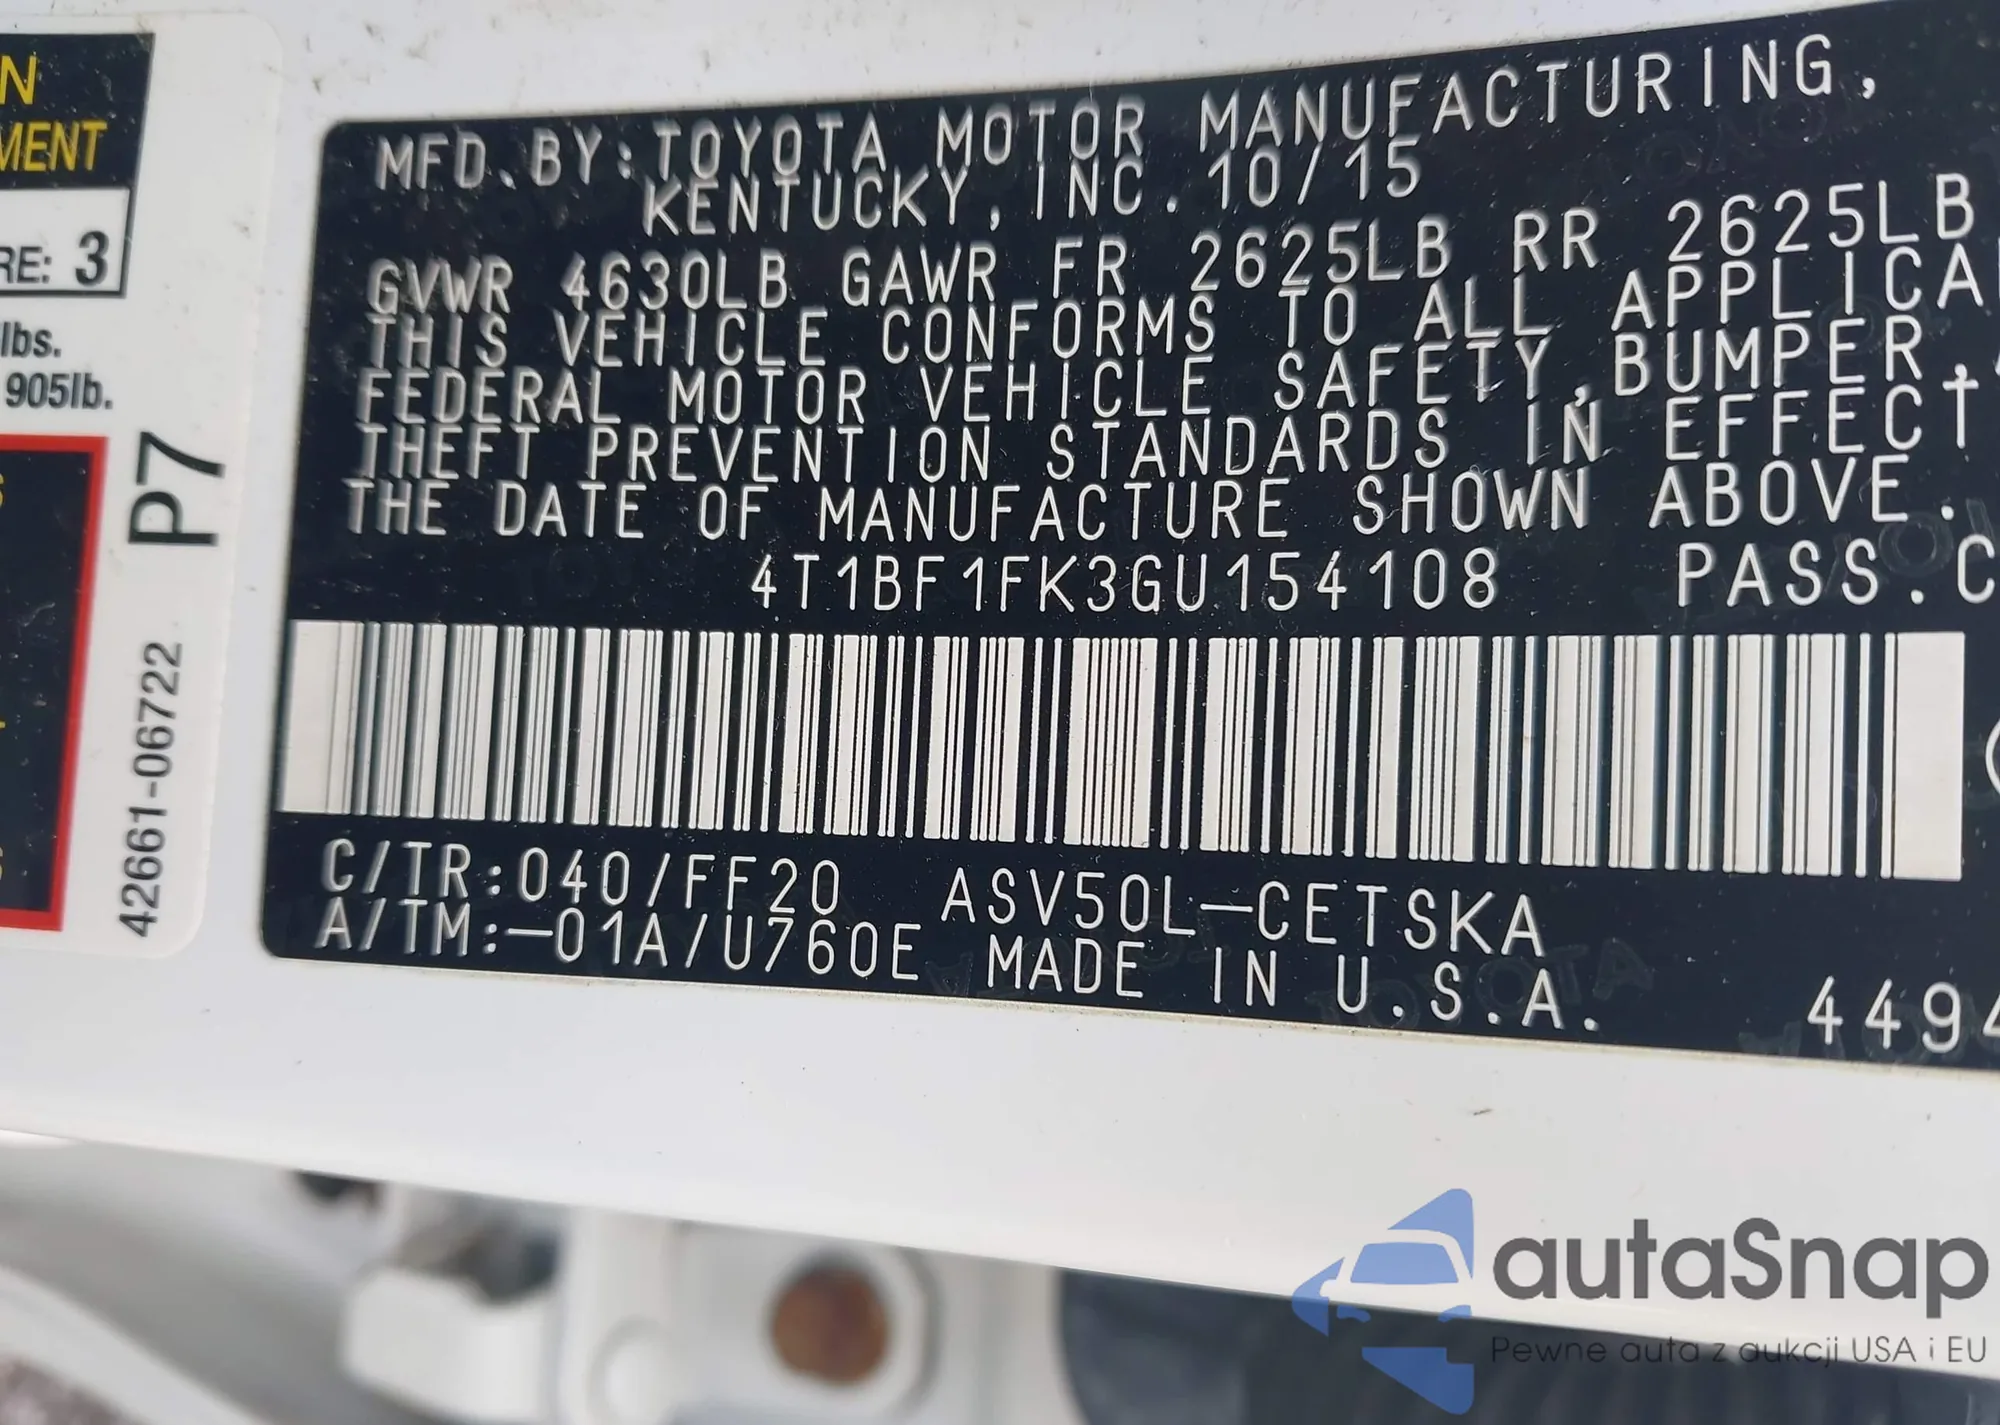 N
MENT
RE: 3
lbs.
905lb.
P7
42661-06722
MFD.BY:TOYOTA MOTOR MANUFACTURING,
KENTUCKY, INC. 10/15
GVWR 4630LB GAWR FR 2625LB RR 2625LB
THIS VEHICLE CONFORMS TO ALL APPLICA
FEDERAL MOTOR VEHICLE SAFETY,BUMPER,
THEFT PREVENTION STANDARDS IN EFFECT
THE DATE OF MANUFACTURE SHOWN ABOVE.
4T1BF1FK3GU154108 PASS.C
C/TR:040/FF20 ASV50L-CETSKA
A/TM:-01A/U760E MADE IN U.S.A.
4494
autaSnap
Pewne auta z aukcji USA i EU